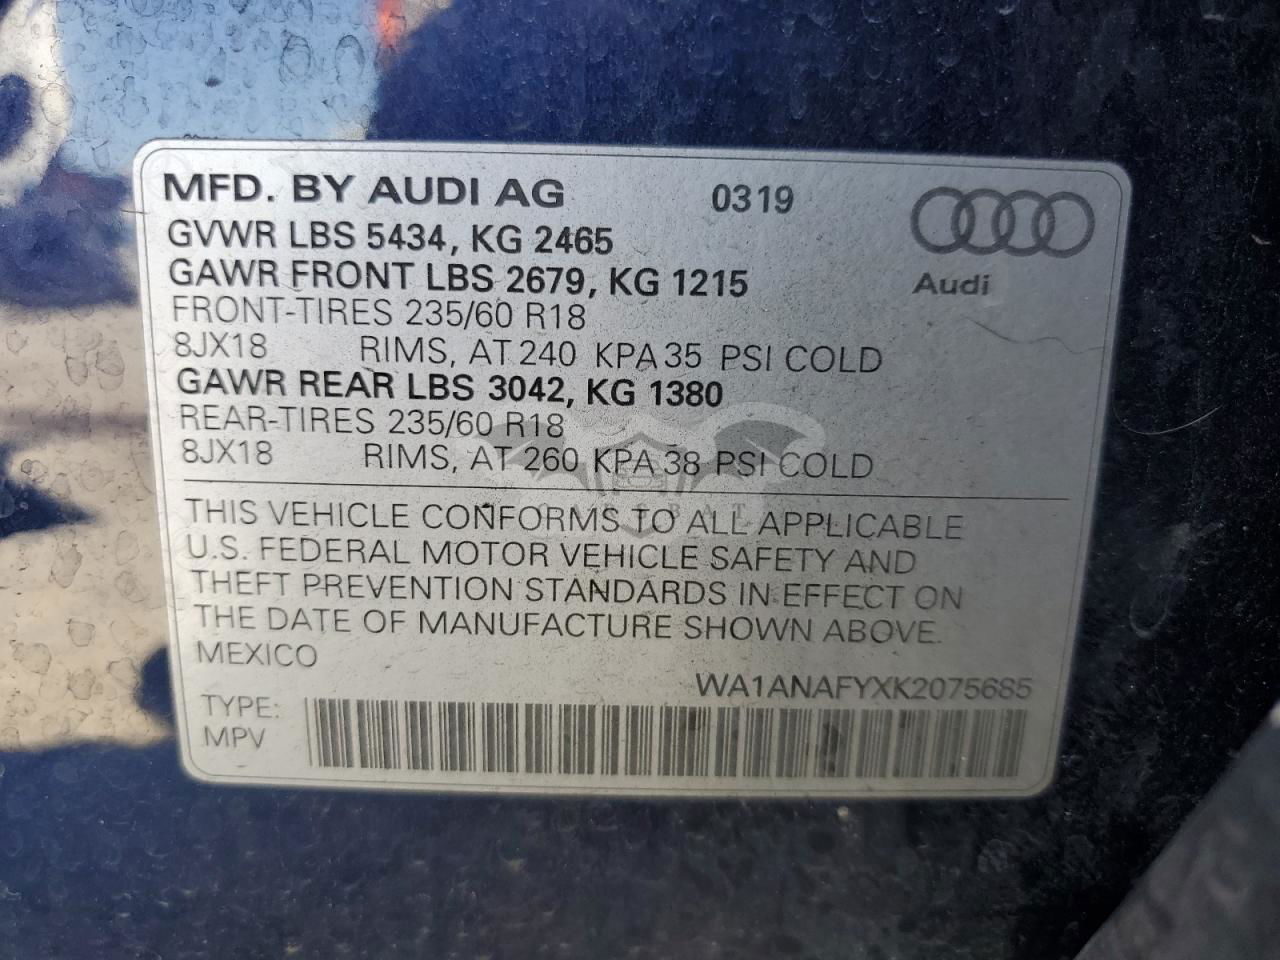 MFD. BY AUDI AG 0319
GVWR LBS 5434, KG 2465
GAWR FRONT LBS 2679, KG 1215
Audi
FRONT-TIRES 235/60 R18
8JX18 RIMS, AT 240 KPA 35 PSI COLD
GAWR REAR LBS 3042, KG 1380
REAR-TIRES 235/60 R18
8JX18 RIMS, AT 260 KPA 38 PSI COLD
THIS VEHICLE CONFORMS TO ALL APPLICABLE
U.S. FEDERAL MOTOR VEHICLE SAFETY AND
THEFT PREVENTION STANDARDS IN EFFECT ON
THE DATE OF MANUFACTURE SHOWN ABOVE.
MEXICO
WA1ANAFYXK2075685
TYPE:
MPV